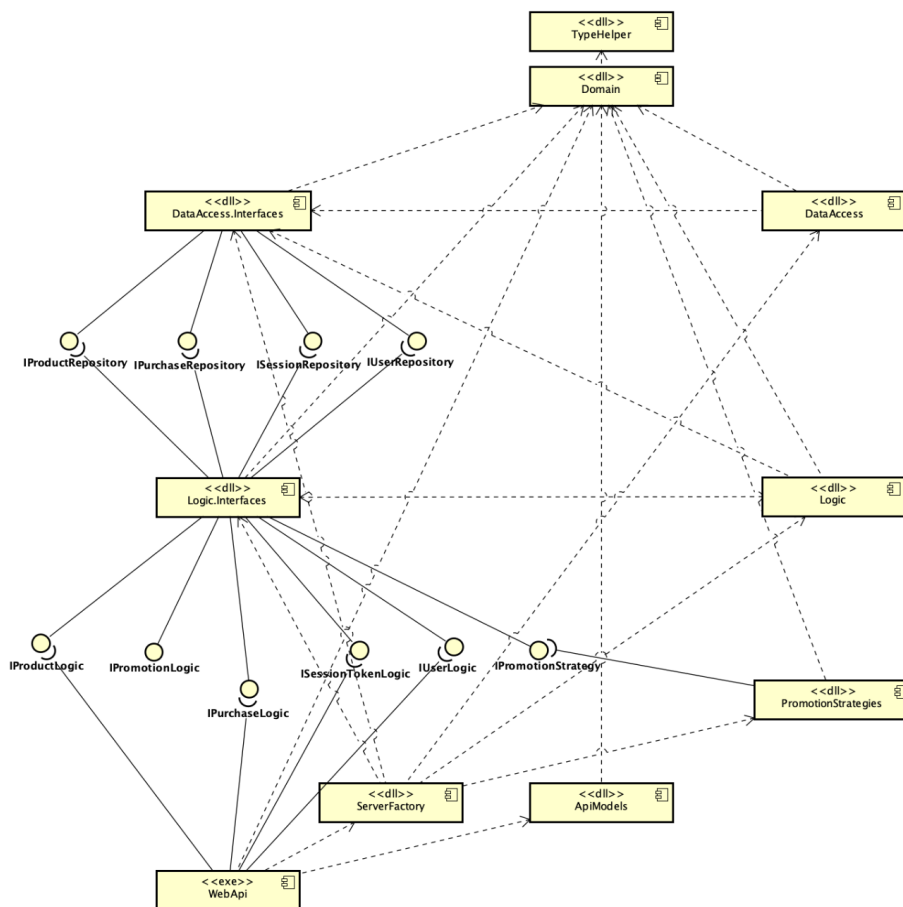 <<dll>>
TypeHelper
<<dll>>
Domain
<<dll>>
DataAccess.Interfaces
<<dll>>
DataAccess
IProductRepository
IPurchaseRepository
ISessionRepository
IUserRepository
<<dll>>
Logic.Interfaces
<<dll>>
Logic
IProductLogic
IPromotionLogic
ISessionTokenLogic
IUserLogic
IPromotionStrategy
IPurchaseLogic
<<dll>>
PromotionStrategies
<<dll>>
ServerFactory
<<dll>>
ApiModels
<<exe>>
WebApi